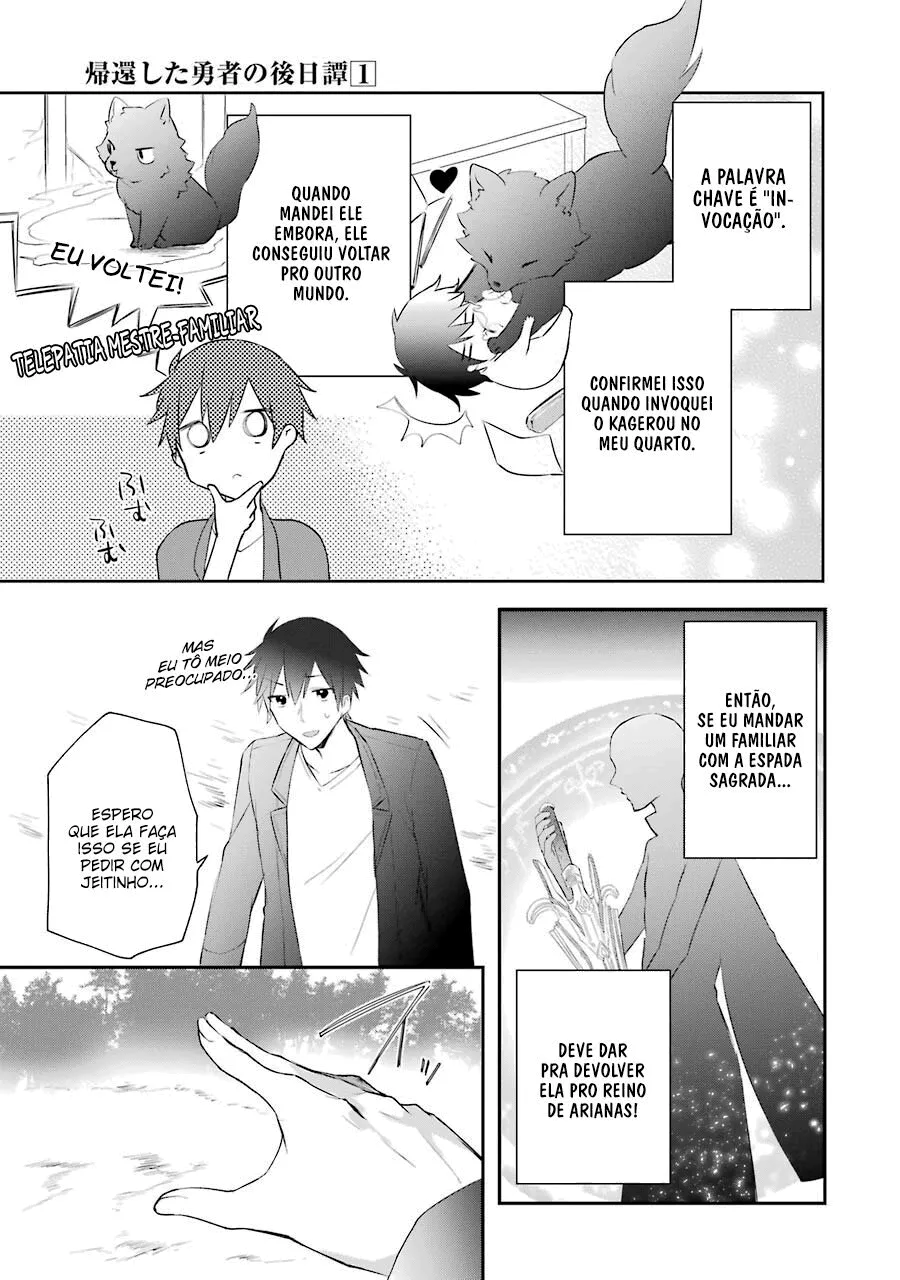 帰還した勇者の後日譚1
A PALAVRA
CHAVE É "IN-
VOCAÇÃO".
CONFIRMEI ISSO
QUANDO INVOQUEI
O KAGEROU NO
MEU QUARTO.
QUANDO
MANDEI ELE
EMBORA, ELE
CONSEGUIU VOLTAR
PRO OUTRO
MUNDO.
EU VOLTEI!
TELEPATIA MESTRE-FAMILIAR
ふむ
ふむ
ENTÃO,
SE EU MANDAR
UM FAMILIAR
COM A ESPADA
SAGRADA...
DEVE DAR
PRA DEVOLVER
ELA PRO REINO
DE ARIANAS!
MAS
EU TÔ MEIO
PREOCUPADO...
ESPERO
QUE ELA FAÇA
ISSO SE EU
PEDIR COM
JEITINHO...